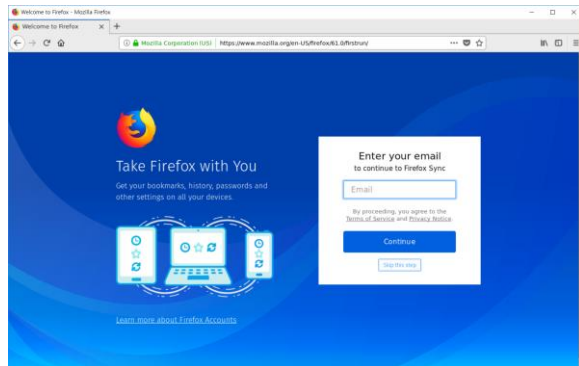 Welcome to Firefox - Mozilla Firefox
Welcome to Firefox
Mozilla Corporation (US)
https://www.mozilla.org/en-US/firefox/61.0/firstrun/
Take Firefox with You
Get your bookmarks, history, passwords and
other settings on all your devices.
Learn more about Firefox Accounts
Enter your email
to continue to Firefox Sync
Email
By proceeding, you agree to the
Terms of Service and Privacy Notice.
Continue
Skip this step